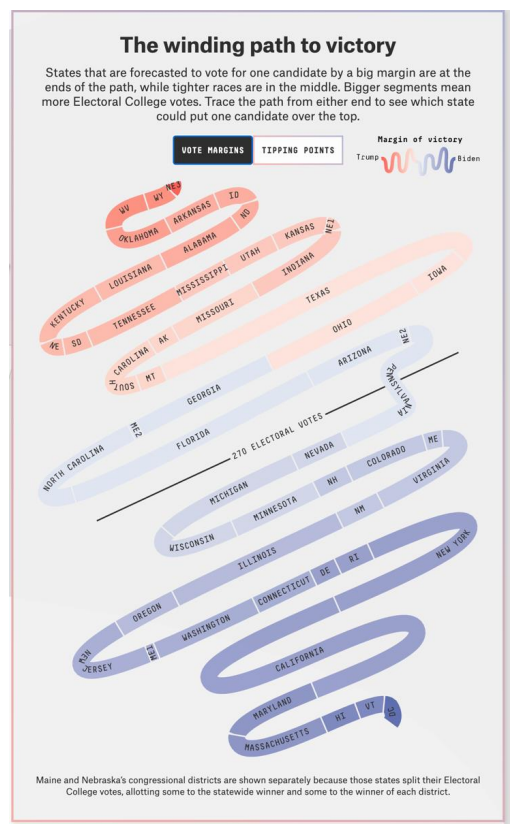 The winding path to victory
States that are forecasted to vote for one candidate by a big margin are at the
ends of the path, while tighter races are in the middle. Bigger segments mean
more Electoral College votes. Trace the path from either end to see which state
could put one candidate over the top.
VOTE MARGINS
TIPPING POINTS
Margin of victory
Trump
Biden
NE3
WY
WV
OKLAHOMA
ARKANSAS
ID
ND
ALABAMA
LOUISIANA
KENTUCKY
NE
SD
TENNESSEE
MISSISSIPPI
UTAH
KANSAS
NE1
INDIANA
MISSOURI
AK
SOUTH CAROLINA
MT
TEXAS
IOWA
OHIO
GEORGIA
ME2
NORTH CAROLINA
FLORIDA
ARIZONA
NE2
PENNSYLVANIA
270 ELECTORAL VOTES
NEVADA
MICHIGAN
WISCONSIN
MINNESOTA
NH
COLORADO
ME
VIRGINIA
NM
ILLINOIS
OREGON
NEW JERSEY
ME1
WASHINGTON
CONNECTICUT
DE
RI
NEW YORK
CALIFORNIA
MARYLAND
MASSACHUSETTS
HI
VT
DC
Maine and Nebraska's congressional districts are shown separately because those states split their Electoral
College votes, allotting some to the statewide winner and some to the winner of each district.